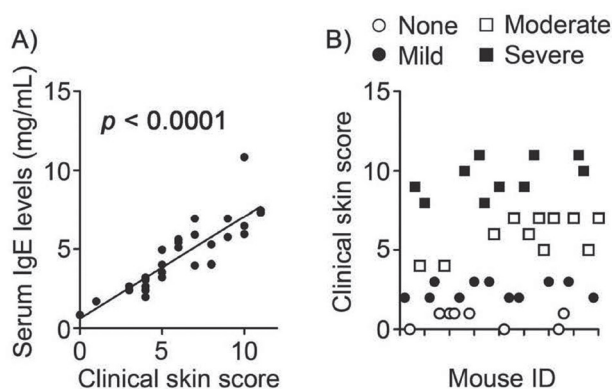 A)
Serum IgE levels (mg/mL)
15
10
5
0
p < 0.0001
0 5 10
Clinical skin score
B)
None Moderate
Mild Severe
Clinical skin score
15
10
5
0
Mouse ID